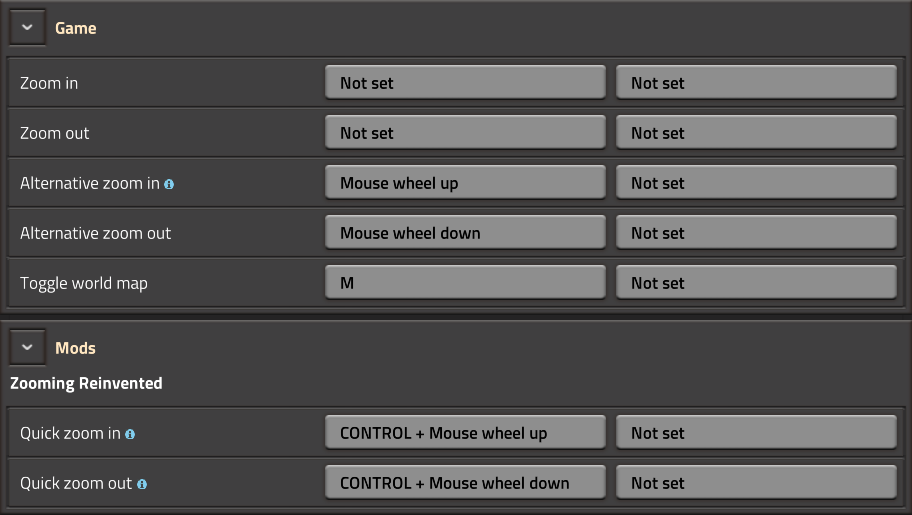 Game
Zoom in Not set Not set
Zoom out Not set Not set
Alternative zoom in Mouse wheel up Not set
Alternative zoom out Mouse wheel down Not set
Toggle world map M Not set
Mods
Zooming Reinvented
Quick zoom in CONTROL + Mouse wheel up Not set
Quick zoom out CONTROL + Mouse wheel down Not set